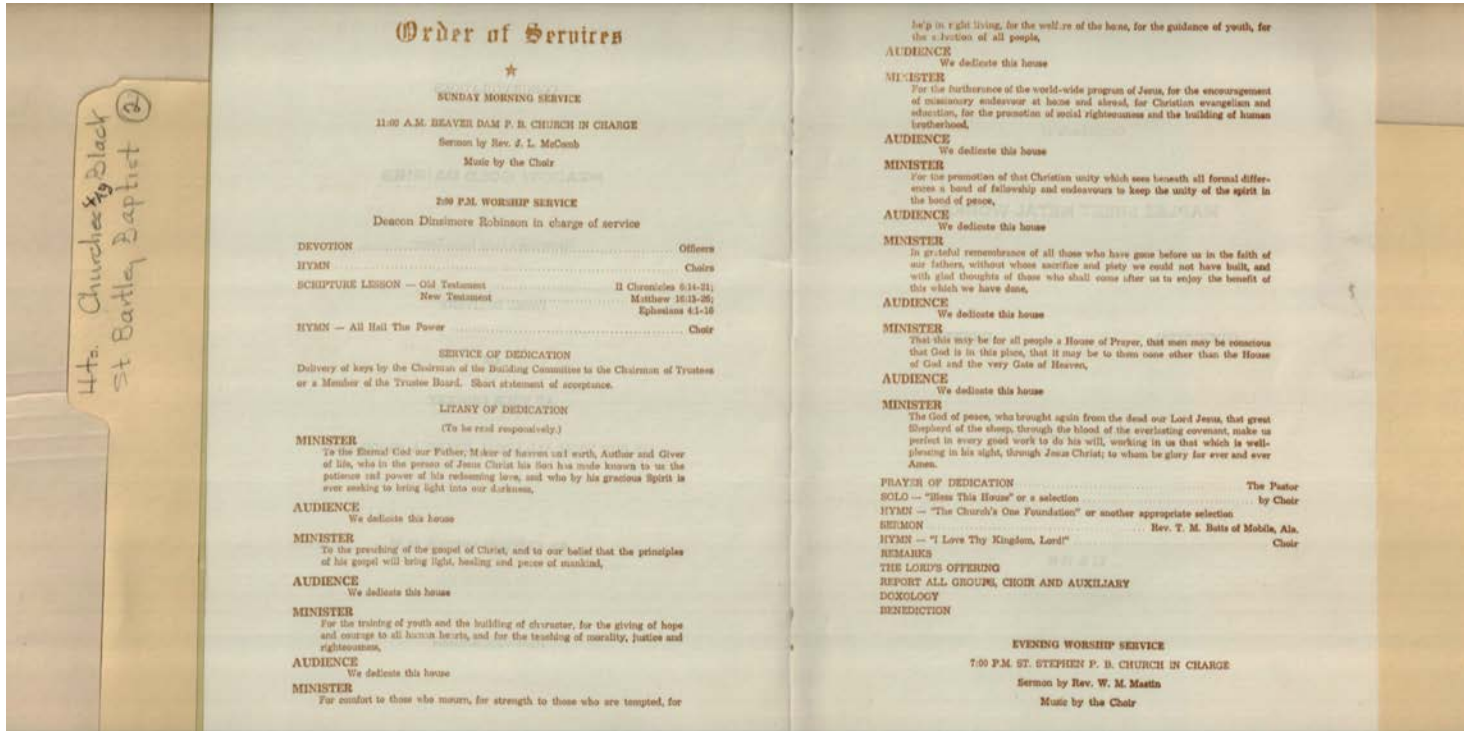 Hto. Churches Black
St Bartley Baptist 2
Order of Services
SUNDAY MORNING SERVICE
11:00 A.M. BEAVER DAM P. B. CHURCH IN CHARGE
Sermon by Rev. J. L. McComb
Music by the Choir
2:00 P.M. WORSHIP SERVICE
Deacon Dinsimore Robinson in charge of service
DEVOTION Officers
HYMN Choirs
SCRIPTURE LESSON — Old Testament II Chronicles 6:14-21;
New Testament Matthew 16:13-20;
Ephesians 4:1-16
HYMN — All Hail The Power Choir
SERVICE OF DEDICATION
Delivery of keys by the Chairman of the Building Committee to the Chairman of Trustees
or a Member of the Trustee Board. Short statement of acceptance.
LITANY OF DEDICATION
(To be read responsively.)
MINISTER
To the Eternal God our Father, Maker of heaven and earth, Author and Giver
of life, who in the person of Jesus Christ his Son has made known to us the
patience and power of his redeeming love, and who by his gracious Spirit is
ever seeking to bring light into our darkness,
AUDIENCE
We dedicate this house
MINISTER
To the preaching of the gospel of Christ, and to our belief that the principles
of his gospel will bring light, healing and peace of mankind,
AUDIENCE
We dedicate this house
MINISTER
For the training of youth and the building of character, for the giving of hope
and courage to all human hearts, and for the teaching of morality, justice and
righteousness,
AUDIENCE
We dedicate this house
MINISTER
For comfort to those who mourn, for strength to those who are tempted, for
help in right living, for the welfare of the home, for the guidance of youth, for
the salvation of all people,
AUDIENCE
We dedicate this house
MINISTER
For the furtherance of the world-wide program of Jesus, for the encouragement
of missionary endeavour at home and abroad, for Christian evangelism and
education, for the promotion of social righteousness and the building of human
brotherhood,
AUDIENCE
We dedicate this house
MINISTER
For the promotion of that Christian unity which sees beneath all formal differ-
ences a bond of fellowship and endeavours to keep the unity of the spirit in
the bond of peace,
AUDIENCE
We dedicate this house
MINISTER
In grateful remembrance of all those who have gone before us in the faith of
our fathers, without whose sacrifice and piety we could not have built, and
with glad thoughts of those who shall come after us to enjoy the benefit of
this which we have done,
AUDIENCE
We dedicate this house
MINISTER
That this may be for all people a House of Prayer, that men may be conscious
that God is in this place, that it may be to them none other than the House
of God and the very Gate of Heaven,
AUDIENCE
We dedicate this house
MINISTER
The God of peace, who brought again from the dead our Lord Jesus, that great
Shepherd of the sheep, through the blood of the everlasting covenant, make us
perfect in every good work to do his will, working in us that which is well-
pleasing in his sight, through Jesus Christ; to whom be glory for ever and ever
Amen.
PRAYER OF DEDICATION The Pastor
SOLO — "Bless This House" or a selection by Choir
HYMN — "The Church's One Foundation" or another appropriate selection
SERMON Rev. T. M. Batts of Mobile, Ala.
HYMN — "I Love Thy Kingdom, Lord!" Choir
REMARKS
THE LORD'S OFFERING
REPORT ALL GROUPS, CHOIR AND AUXILIARY
DOXOLOGY
BENEDICTION
EVENING WORSHIP SERVICE
7:00 P.M. ST. STEPHEN P. B. CHURCH IN CHARGE
Sermon by Rev. W. M. Mastin
Music by the Choir